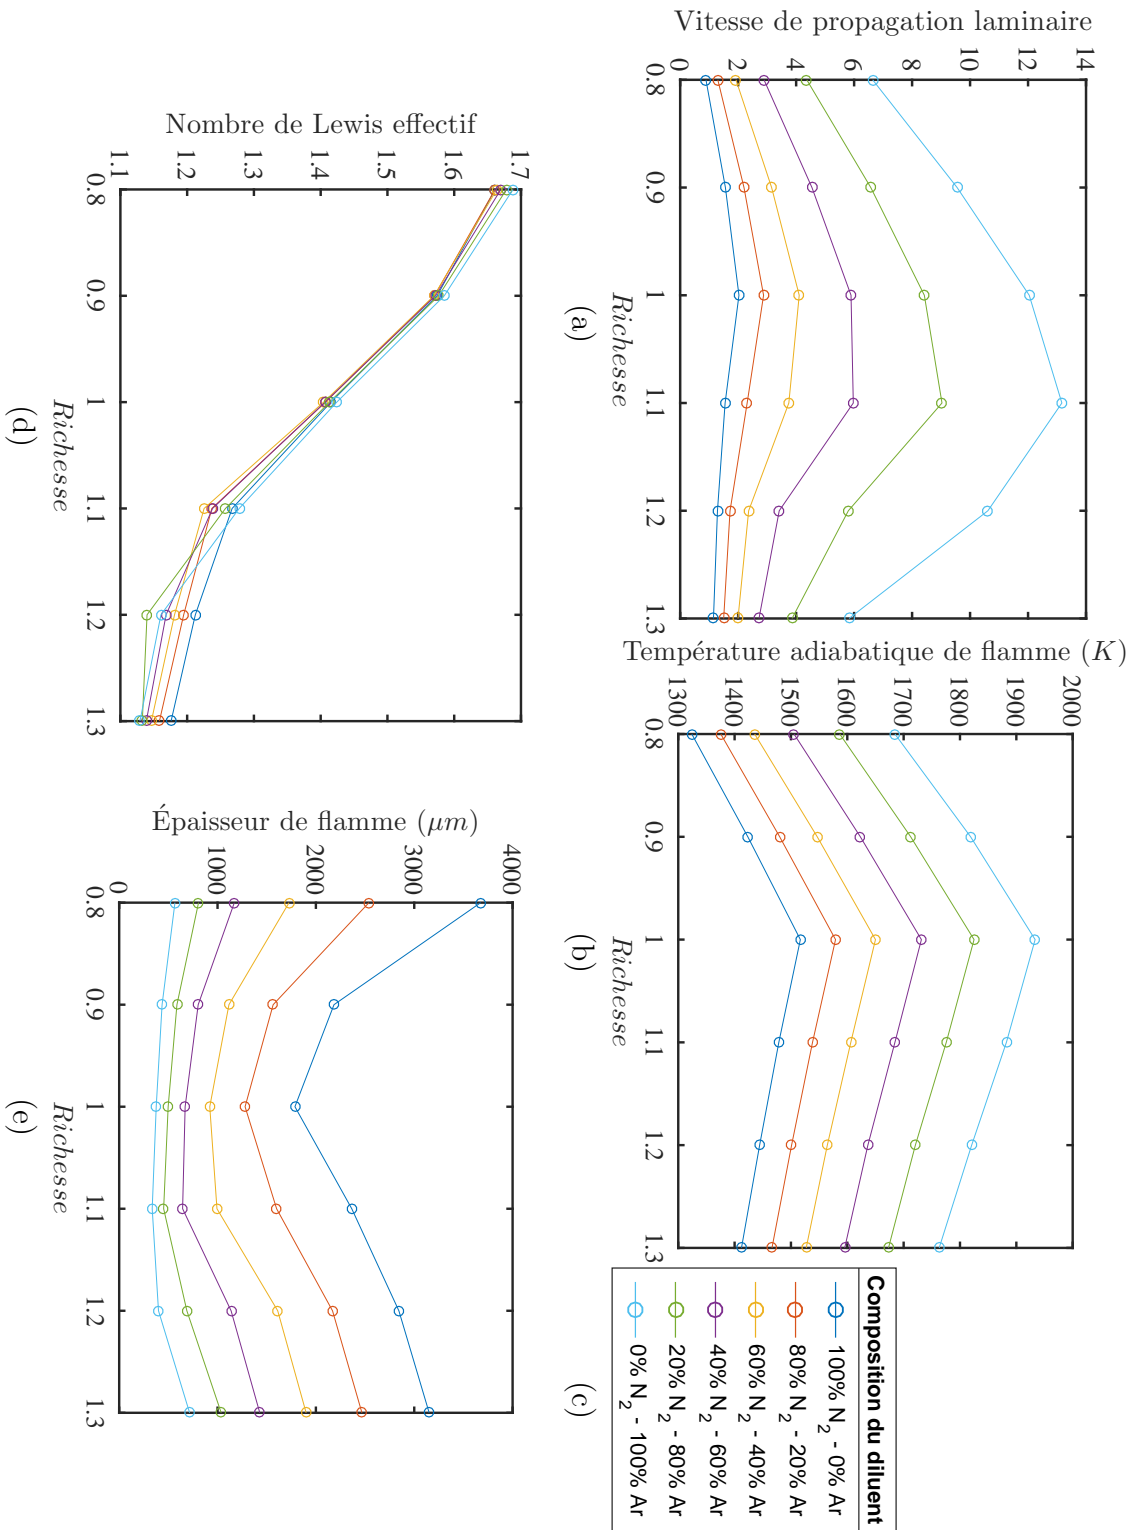 Vitesse de propagation laminaire
14
12
10
8
6
4
2
0
0.8
0.9
1
1.1
1.2
1.3
Richesse
(a)
Température adiabatique de flamme (K)
2000
1900
1800
1700
1600
1500
1400
1300
0.8
0.9
1
1.1
1.2
1.3
Richesse
(b)
Composition du diluent
100% N2 - 0% Ar
80% N2 - 20% Ar
60% N2 - 40% Ar
40% N2 - 60% Ar
20% N2 - 80% Ar
0% N2 - 100% Ar
(c)
Nombre de Lewis effectif
1.7
1.6
1.4
1.3
1.2
1.1
0.8
0.9
1
1.1
1.2
1.3
Richesse
(d)
Épaisseur de flamme (μm)
4000
3000
2000
1000
0
0.8
0.9
1
1.1
1.2
1.3
Richesse
(e)